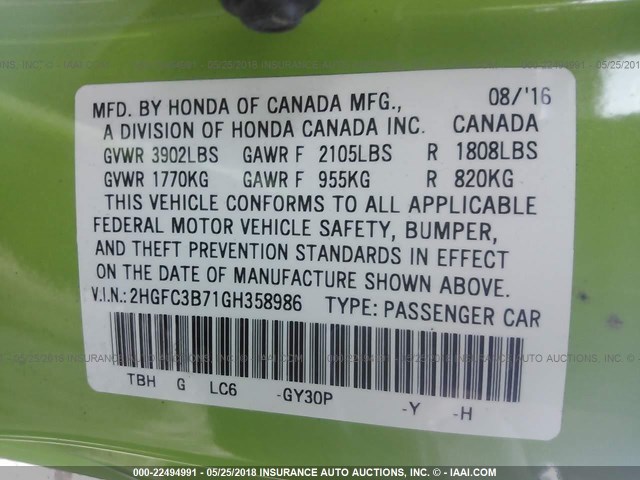 MFD. BY HONDA OF CANADA MFG., 08/'16
A DIVISION OF HONDA CANADA INC. CANADA
GVWR 3902LBS GAWR F 2105LBS R 1808LBS
GVWR 1770KG GAWR F 955KG R 820KG
THIS VEHICLE CONFORMS TO ALL APPLICABLE
FEDERAL MOTOR VEHICLE SAFETY, BUMPER,
AND THEFT PREVENTION STANDARDS IN EFFECT
ON THE DATE OF MANUFACTURE SHOWN ABOVE.
V.I.N.: 2HGFC3B71GH358986 TYPE: PASSENGER CAR
TBH G LC6 -GY30P -Y -H
000-22494991 - 05/25/2018 - INSURANCE AUTO AUCTIONS, INC. - IAAI.COM